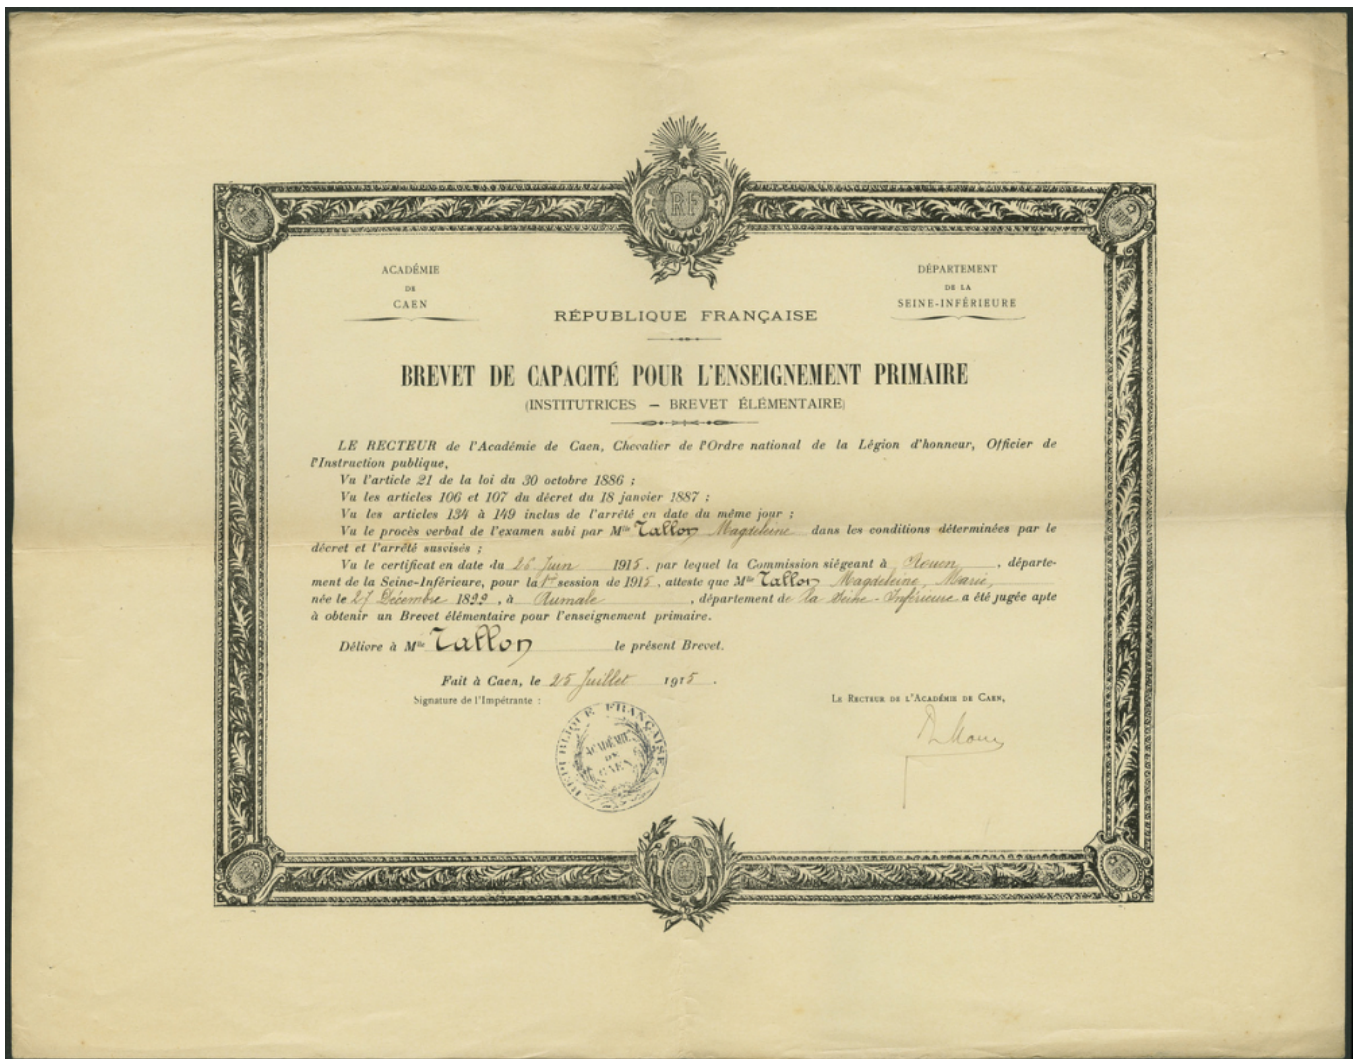 RF
ACADÉMIE
DE
CAEN
DÉPARTEMENT
DE LA
SEINE-INFÉRIEURE
RÉPUBLIQUE FRANÇAISE
BREVET DE CAPACITÉ POUR L'ENSEIGNEMENT PRIMAIRE
(INSTITUTRICES — BREVET ÉLÉMENTAIRE)
LE RECTEUR de l'Académie de Caen, Chevalier de l'Ordre national de la Légion d'honneur, Officier de
l'Instruction publique,
Vu l'article 21 de la loi du 30 octobre 1886 ;
Vu les articles 106 et 107 du décret du 18 janvier 1887 ;
Vu les articles 134 à 149 inclus de l'arrêté en date du même jour ;
Vu le procès verbal de l'examen subi par Mlle Tallon Magdeleine dans les conditions déterminées par le
décret et l'arrêté susvisés ;
Vu le certificat en date du 26 Juin 1915, par lequel la Commission siégeant à Rouen, départe-
ment de la Seine-Inférieure, pour la 1re session de 1915, atteste que Mlle Tallon Magdeleine, Marie,
née le 27 Décembre 1899, à Aumale, département de la Seine-Inférieure a été jugée apte
à obtenir un Brevet élémentaire pour l'enseignement primaire.
Délivre à Mlle Tallon le présent Brevet.
Fait à Caen, le 25 Juillet 1915.
Signature de l'Impétrante :
LE RECTEUR DE L'ACADÉMIE DE CAEN,
RÉPUBLIQUE FRANÇAISE
ACADÉMIE
DE
CAEN